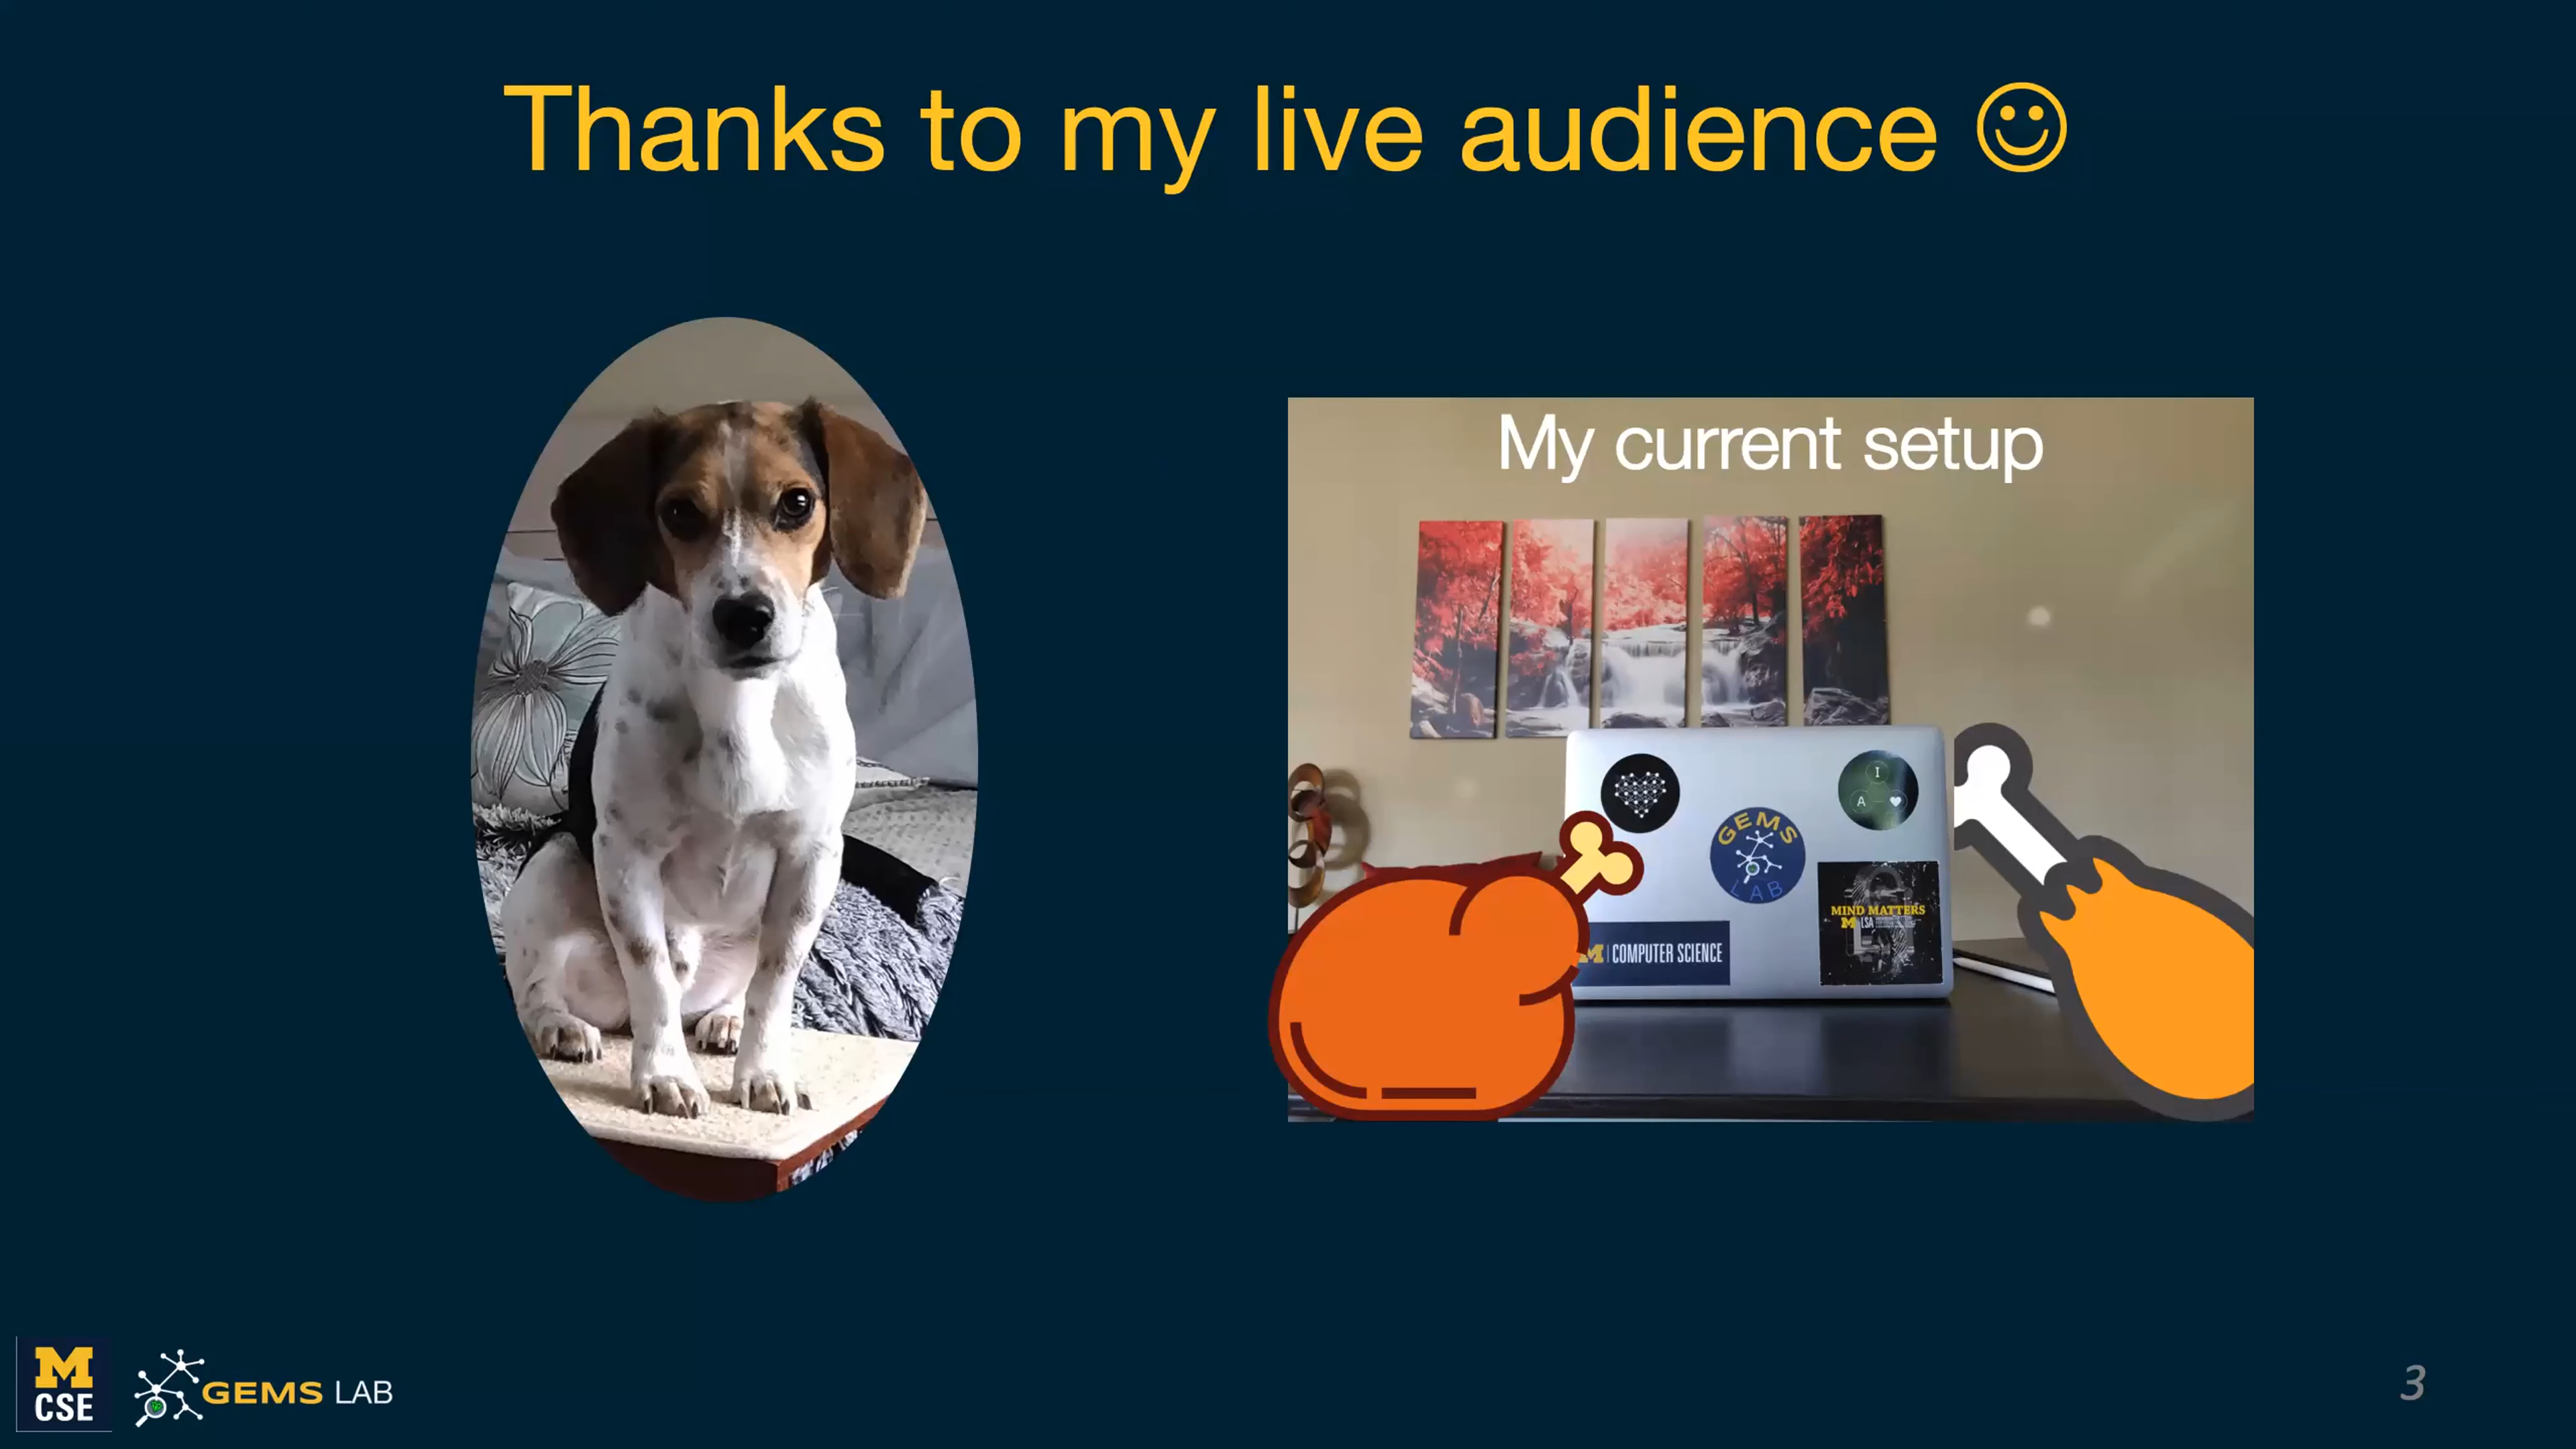 Thanks to my live audience ☺
My current setup
I
A
GEMS
LAB
MIND MATTERS
M LSA
M | COMPUTER SCIENCE
M
CSE
GEMS LAB
3